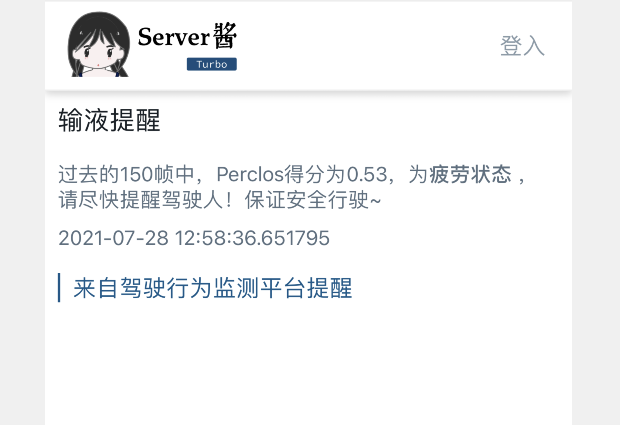 Server酱
Turbo
登入
输液提醒
过去的150帧中，Perclos得分为0.53，为疲劳状态，
请尽快提醒驾驶人！保证安全行驶~
2021-07-28 12:58:36.651795
来自驾驶行为监测平台提醒